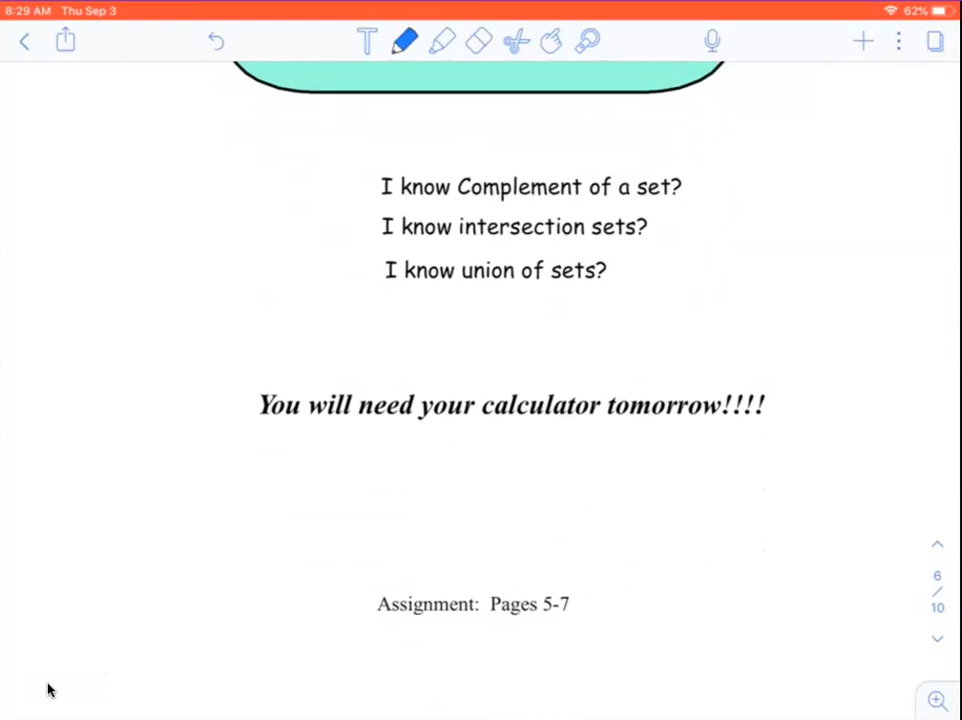 8:29 AM Thu Sep 3
62%
T
I know Complement of a set?
I know intersection sets?
I know union of sets?
You will need your calculator tomorrow!!!!
Assignment: Pages 5-7
6
/
10